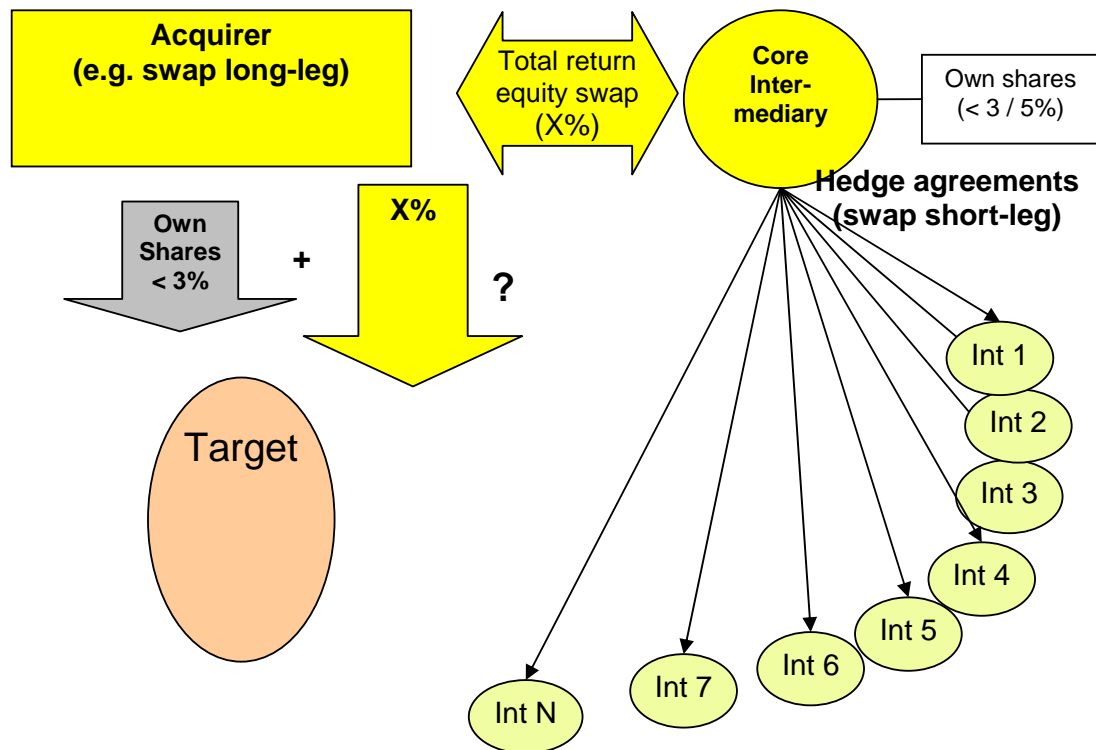 Acquirer
(e.g. swap long-leg)
Total return
equity swap
(X%)
Core
Inter-
mediary
Own shares
(< 3 / 5%)
Hedge agreements
(swap short-leg)
Own
Shares
< 3%
+
X%
?
Target
Int 1
Int 2
Int 3
Int 4
Int 5
Int 6
Int 7
Int N